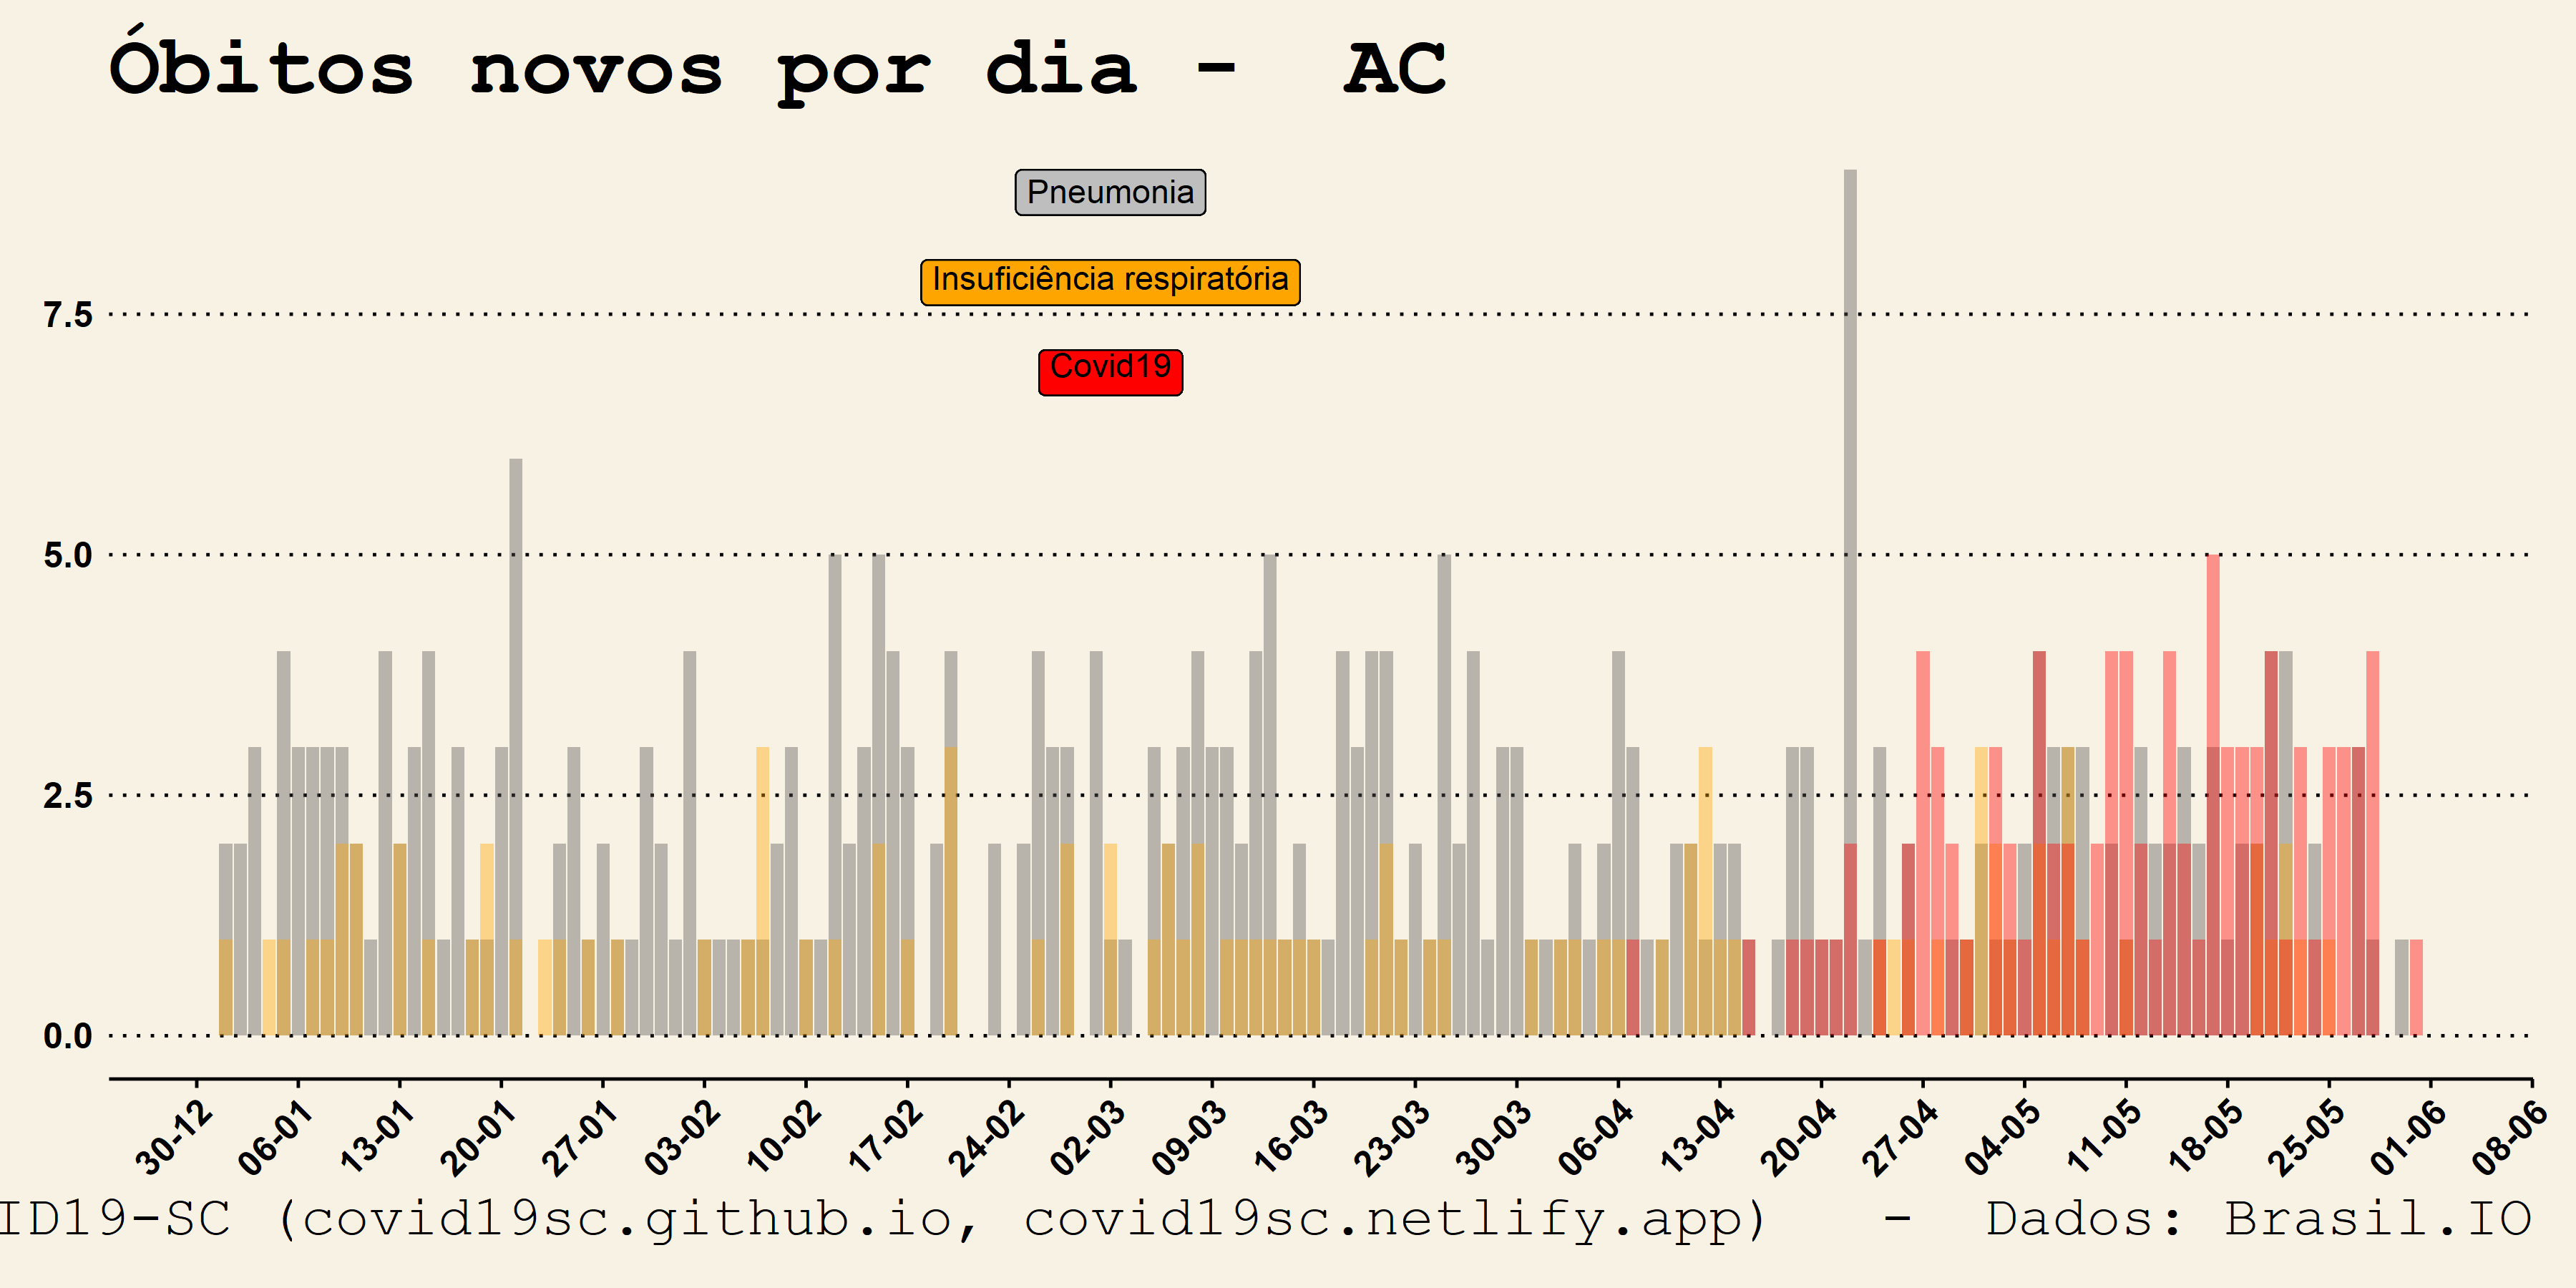 Óbitos novos por dia - AC
Pneumonia
Insuficiência respiratória
Covid19
7.5
5.0
2.5
0.0
30-12 06-01 13-01 20-01 27-01 03-02 10-02 17-02 24-02 02-03 09-03 16-03 23-03 30-03 06-04 13-04 20-04 27-04 04-05 11-05 18-05 25-05 01-06 08-06
ID19-SC (covid19sc.github.io, covid19sc.netlify.app) - Dados: Brasil.IO